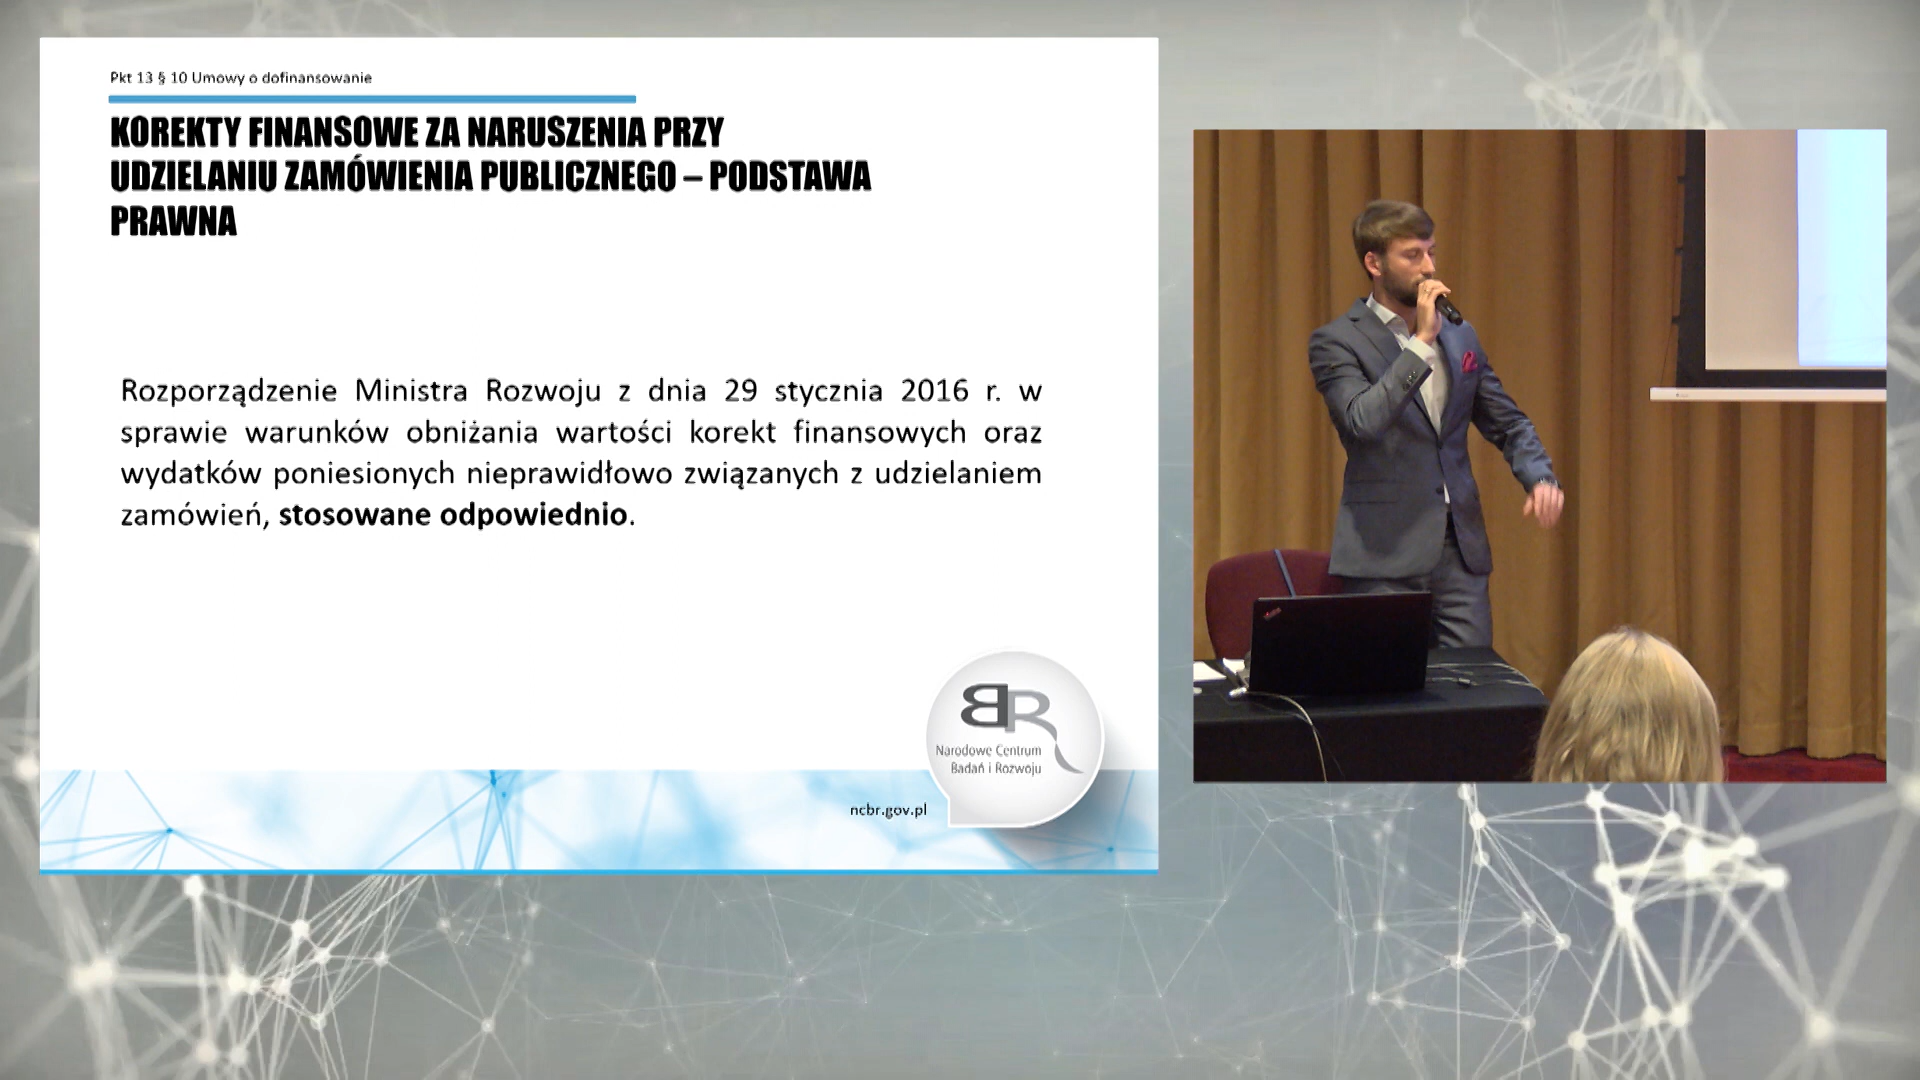 Pkt 13 § 10 Umowy o dofinansowanie
KOREKTY FINANSOWE ZA NARUSZENIA PRZY
UDZIELANIU ZAMÓWIENIA PUBLICZNEGO – PODSTAWA
PRAWNA
Rozporządzenie Ministra Rozwoju z dnia 29 stycznia 2016 r. w
sprawie warunków obniżania wartości korekt finansowych oraz
wydatków poniesionych nieprawidłowo związanych z udzielaniem
zamówień, stosowane odpowiednio.
BR
Narodowe Centrum
Badań i Rozwoju
ncbr.gov.pl